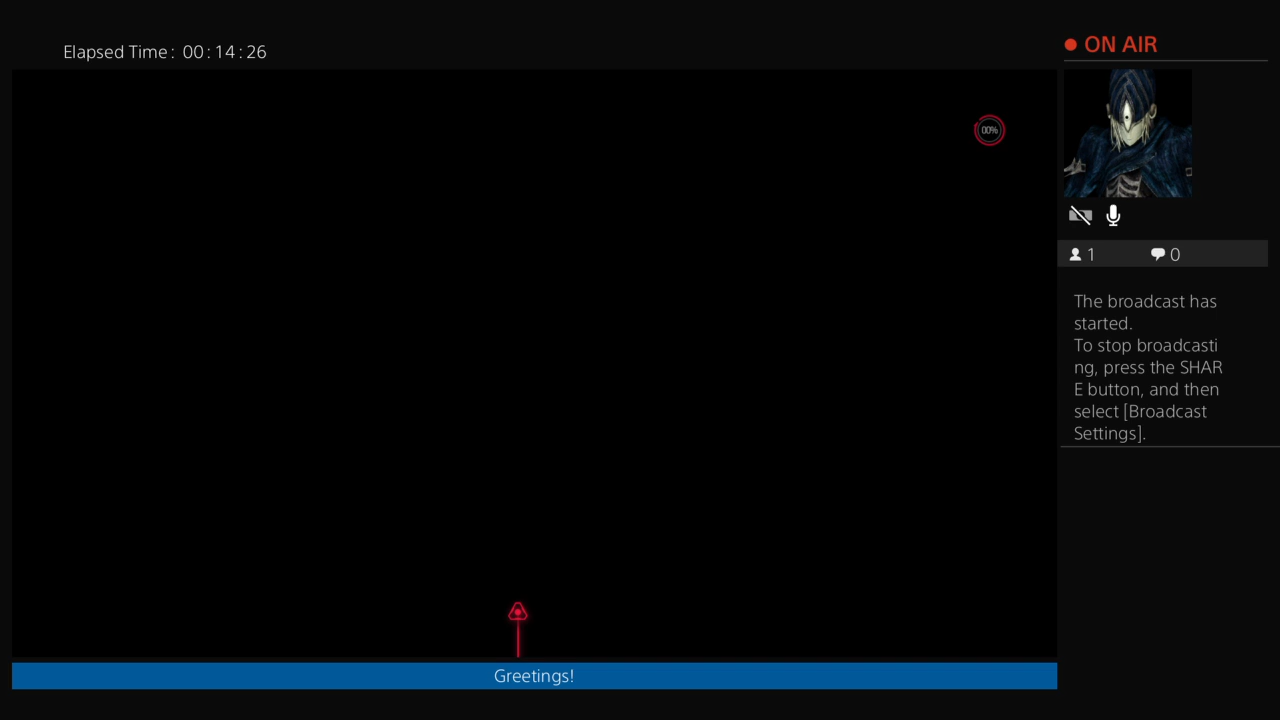 Elapsed Time: 00:14:26
ON AIR
00%
1
0
The broadcast has
started.
To stop broadcasti
ng, press the SHAR
E button, and then
select [Broadcast
Settings].
Greetings!